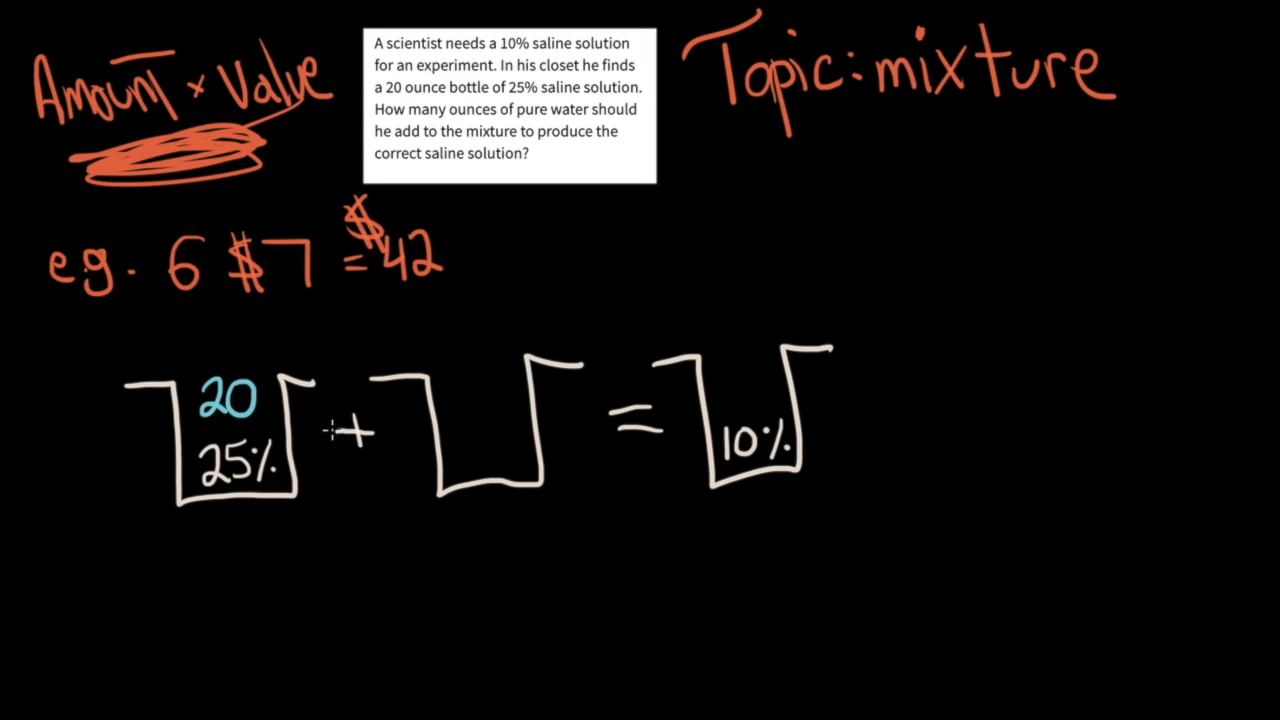 Amount × Value
A scientist needs a 10% saline solution
for an experiment. In his closet he finds
a 20 ounce bottle of 25% saline solution.
How many ounces of pure water should
he add to the mixture to produce the
correct saline solution?
Topic: mixture
e.g. 6 $7 = $42
20
25%
+
=
10%